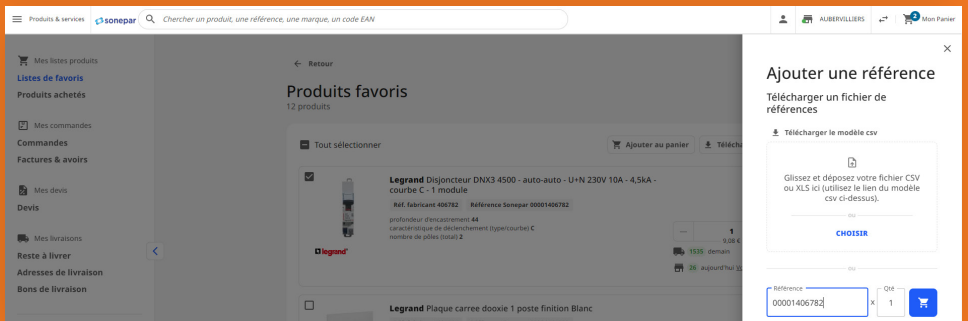 Produits & services
sonepar
Chercher un produit, une référence, une marque, un code EAN
AUBERVILLIERS
2
Mon Panier
Mes listes produits
Listes de favoris
Produits achetés
Mes commandes
Commandes
Factures & avoirs
Mes devis
Devis
Mes livraisons
Reste à livrer
Adresses de livraison
Bons de livraison
Retour
Produits favoris
12 produits
Tout sélectionner
Ajouter au panier
Télécha
Legrand Disjoncteur DNX3 4500 - auto-auto - U+N 230V 10A - 4,5kA -
courbe C - 1 module
Réf. fabricant 406782
Référence Sonepar 00001406782
profondeur d'encastrement 44
caractéristique de déclenchement (type/courbe) C
nombre de pôles (total) 2
legrand
1
9,08 €
1535 demain
26 aujourd'hui
Legrand Plaque carree dooxie 1 poste finition Blanc
Ajouter une référence
Télécharger un fichier de
références
Télécharger le modèle csv
Glissez et déposez votre fichier CSV
ou XLS ici (utilisez le lien du modèle
csv ci-dessus).
ou
CHOISIR
ou
Référence
00001406782
x
Qté
1